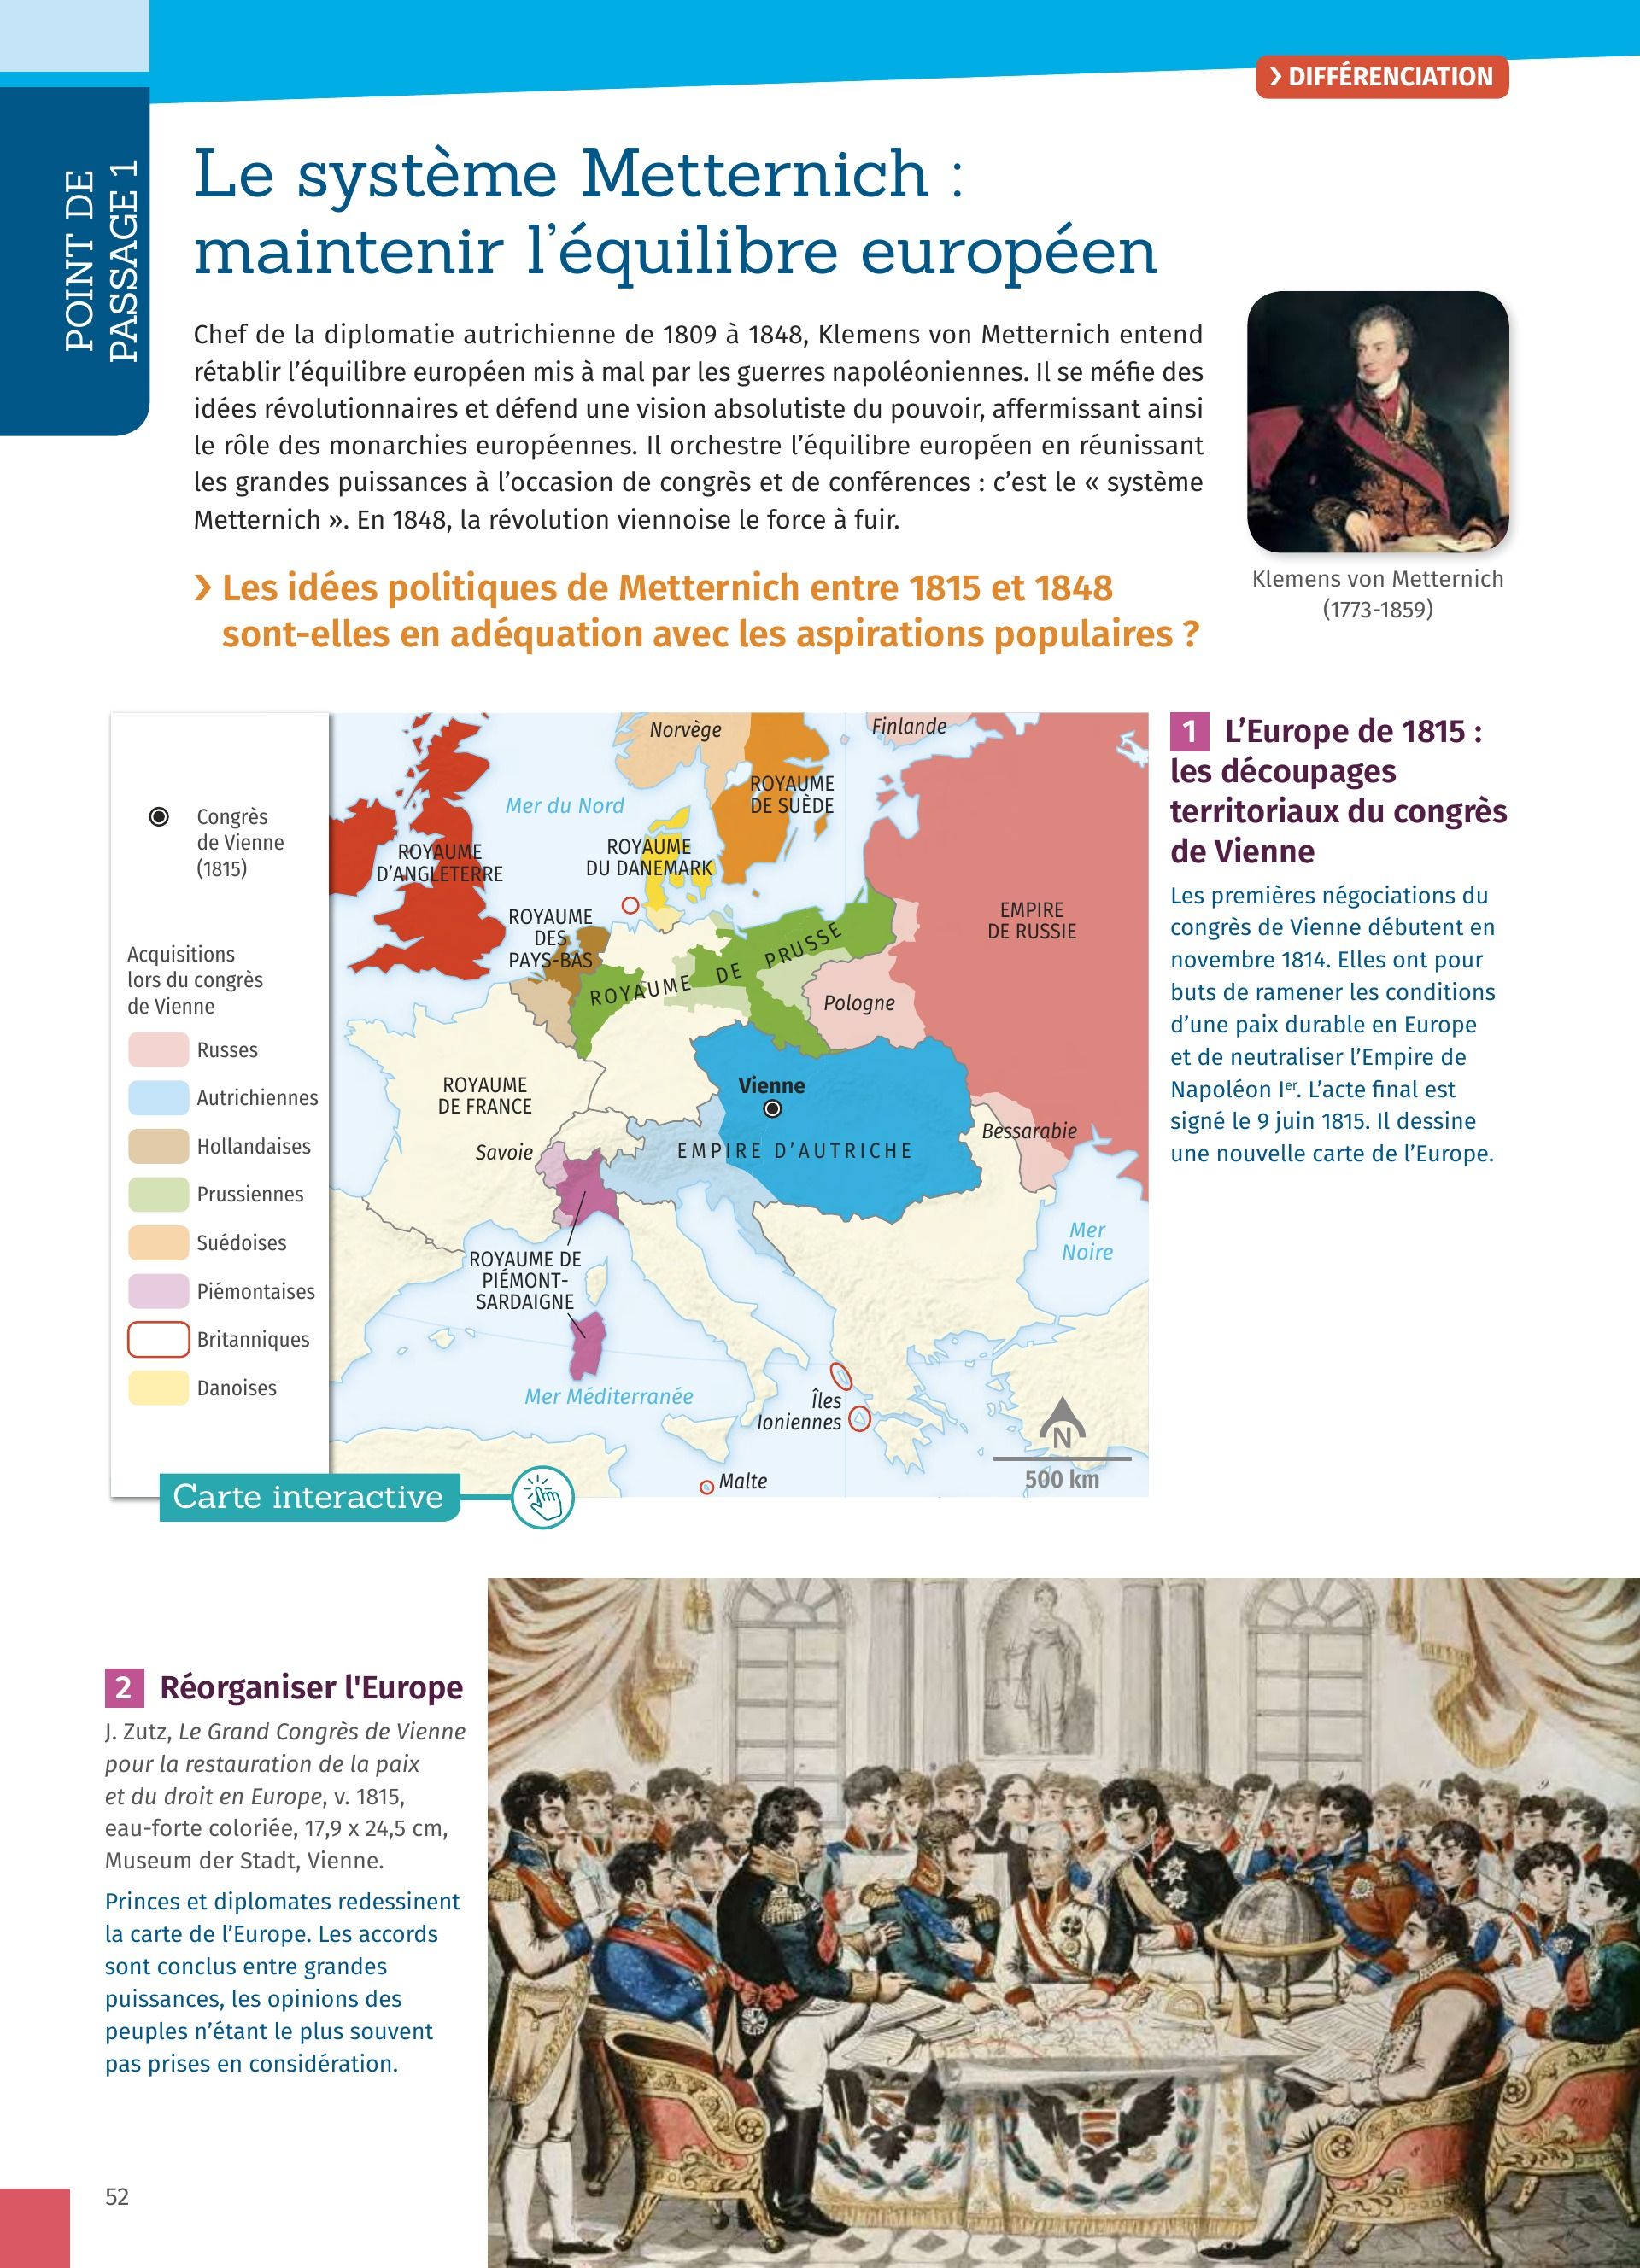 › DIFFÉRENCIATION
POINT DE
PASSAGE 1
Le système Metternich :
maintenir l’équilibre européen
Chef de la diplomatie autrichienne de 1809 à 1848, Klemens von Metternich entend
rétablir l’équilibre européen mis à mal par les guerres napoléoniennes. Il se méfie des
idées révolutionnaires et défend une vision absolutiste du pouvoir, affermissant ainsi
le rôle des monarchies européennes. Il orchestre l’équilibre européen en réunissant
les grandes puissances à l’occasion de congrès et de conférences : c’est le « système
Metternich ». En 1848, la révolution viennoise le force à fuir.
Klemens von Metternich
(1773-1859)
› Les idées politiques de Metternich entre 1815 et 1848
sont-elles en adéquation avec les aspirations populaires ?
Congrès
de Vienne
(1815)
Acquisitions
lors du congrès
de Vienne
Russes
Autrichiennes
Hollandaises
Prussiennes
Suédoises
Piémontaises
Britanniques
Danoises
Norvège
Finlande
ROYAUME
DE SUÈDE
Mer du Nord
ROYAUME
D’ANGLETERRE
ROYAUME
DU DANEMARK
ROYAUME
DES
PAYS-BAS
EMPIRE
DE RUSSIE
ROYAUME DE PRUSSE
Pologne
ROYAUME
DE FRANCE
Vienne
Savoie
EMPIRE D’AUTRICHE
Bessarabie
Mer
Noire
ROYAUME DE
PIÉMONT-
SARDAIGNE
Mer Méditerranée
Îles
Ioniennes
Malte
N
500 km
Carte interactive
1 L’Europe de 1815 :
les découpages
territoriaux du congrès
de Vienne
Les premières négociations du
congrès de Vienne débutent en
novembre 1814. Elles ont pour
buts de ramener les conditions
d’une paix durable en Europe
et de neutraliser l’Empire de
Napoléon Ier. L’acte final est
signé le 9 juin 1815. Il dessine
une nouvelle carte de l’Europe.
2 Réorganiser l'Europe
J. Zutz, Le Grand Congrès de Vienne
pour la restauration de la paix
et du droit en Europe, v. 1815,
eau-forte coloriée, 17,9 x 24,5 cm,
Museum der Stadt, Vienne.
Princes et diplomates redessinent
la carte de l’Europe. Les accords
sont conclus entre grandes
puissances, les opinions des
peuples n’étant le plus souvent
pas prises en considération.
52